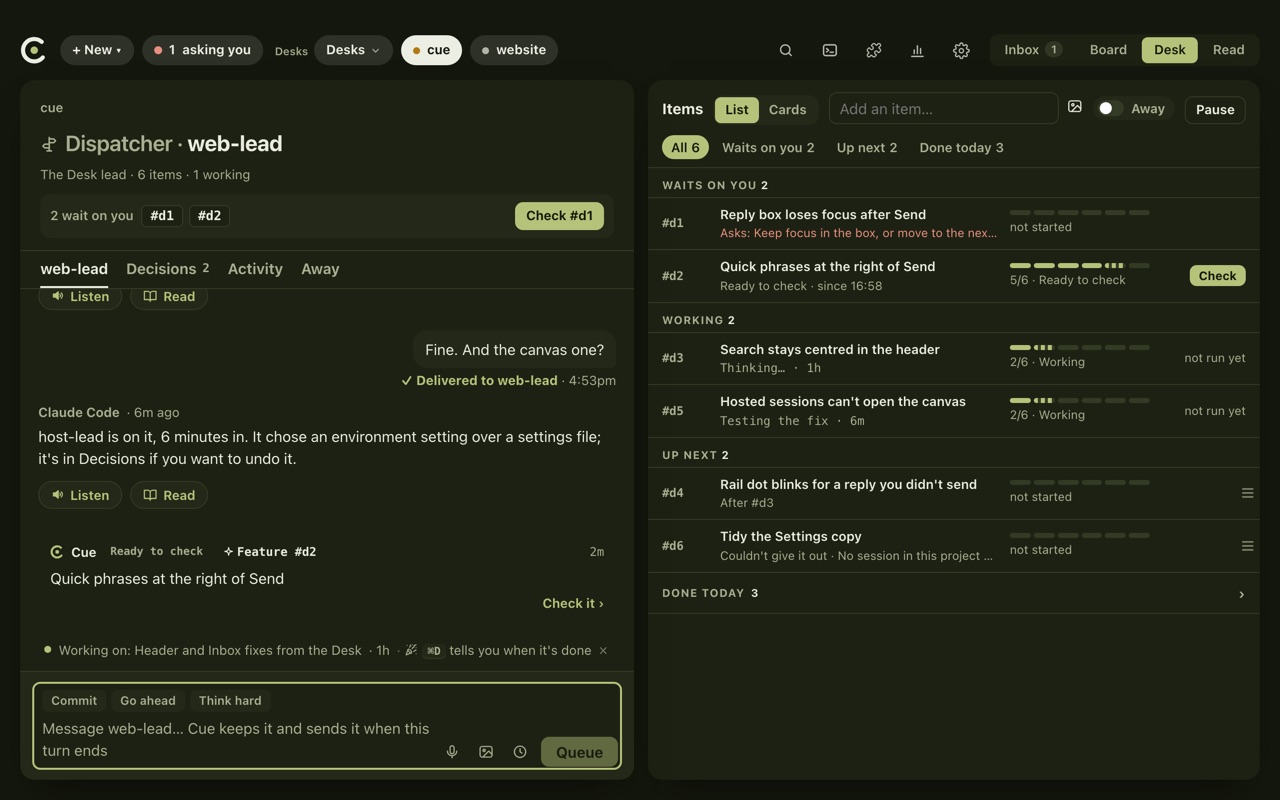 + New ▾
1 asking you
Desks
Desks
cue
website
Inbox 1
Board
Desk
Read
cue
Dispatcher · web-lead
The Desk lead · 6 items · 1 working
2 wait on you #d1 #d2
Check #d1
web-lead
Decisions 2
Activity
Away
Listen
Read
Fine. And the canvas one?
✓ Delivered to web-lead · 4:53pm
Claude Code · 6m ago
host-lead is on it, 6 minutes in. It chose an environment setting over a settings file;
it's in Decisions if you want to undo it.
Listen
Read
Cue Ready to check Feature #d2 2m
Quick phrases at the right of Send
Check it ›
Working on: Header and Inbox fixes from the Desk · 1h · ⌘D tells you when it's done ×
Commit
Go ahead
Think hard
Message web-lead... Cue keeps it and sends it when this
turn ends
Queue
Items
List
Cards
Add an item...
Away
Pause
All 6
Waits on you 2
Up next 2
Done today 3
WAITS ON YOU 2
#d1
Reply box loses focus after Send
Asks: Keep focus in the box, or move to the nex...
not started
#d2
Quick phrases at the right of Send
Ready to check · since 16:58
5/6 · Ready to check
Check
WORKING 2
#d3
Search stays centred in the header
Thinking… · 1h
2/6 · Working
not run yet
#d5
Hosted sessions can't open the canvas
Testing the fix · 6m
2/6 · Working
not run yet
UP NEXT 2
#d4
Rail dot blinks for a reply you didn't send
After #d3
not started
#d6
Tidy the Settings copy
Couldn't give it out · No session in this project ...
not started
DONE TODAY 3 ›